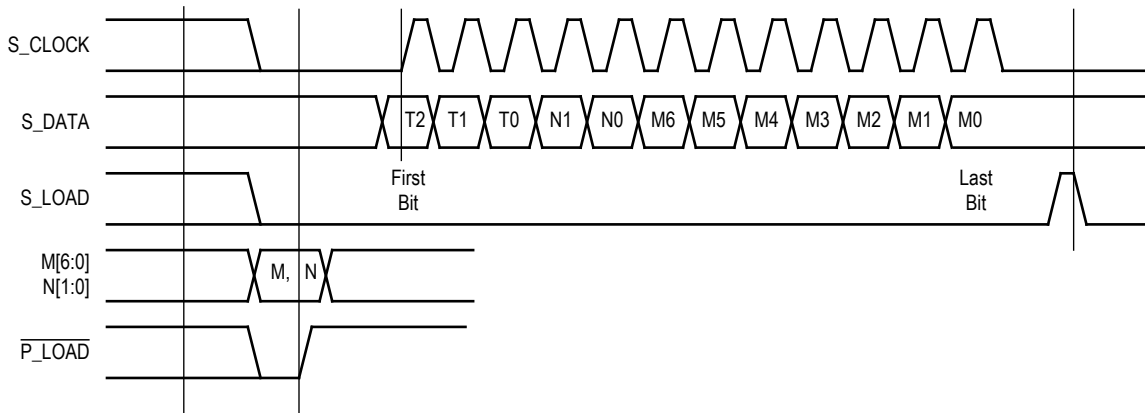 S_CLOCK
S_DATA
T2 T1 T0 N1 N0 M6 M5 M4 M3 M2 M1 M0
S_LOAD
First
Bit
Last
Bit
M[6:0]
N[1:0]
M, N
P_LOAD